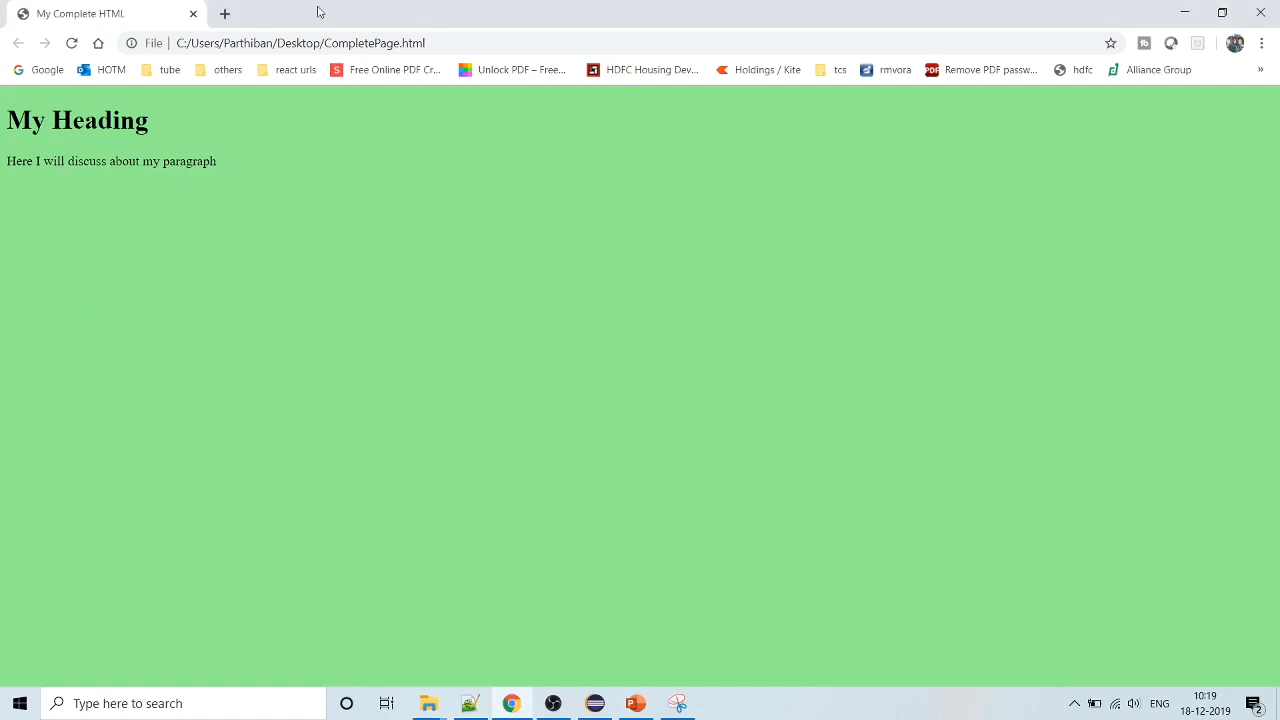 My Complete HTML
File C:/Users/Parthiban/Desktop/CompletePage.html
Google HOTM tube others react urls Free Online PDF Cr... Unlock PDF – Free... HDFC Housing Dev... Holdings / Kite tcs rmvora Remove PDF passw... hdfc Alliance Group »
My Heading
Here I will discuss about my paragraph
Type here to search
ENG
10:19
18-12-2019
2